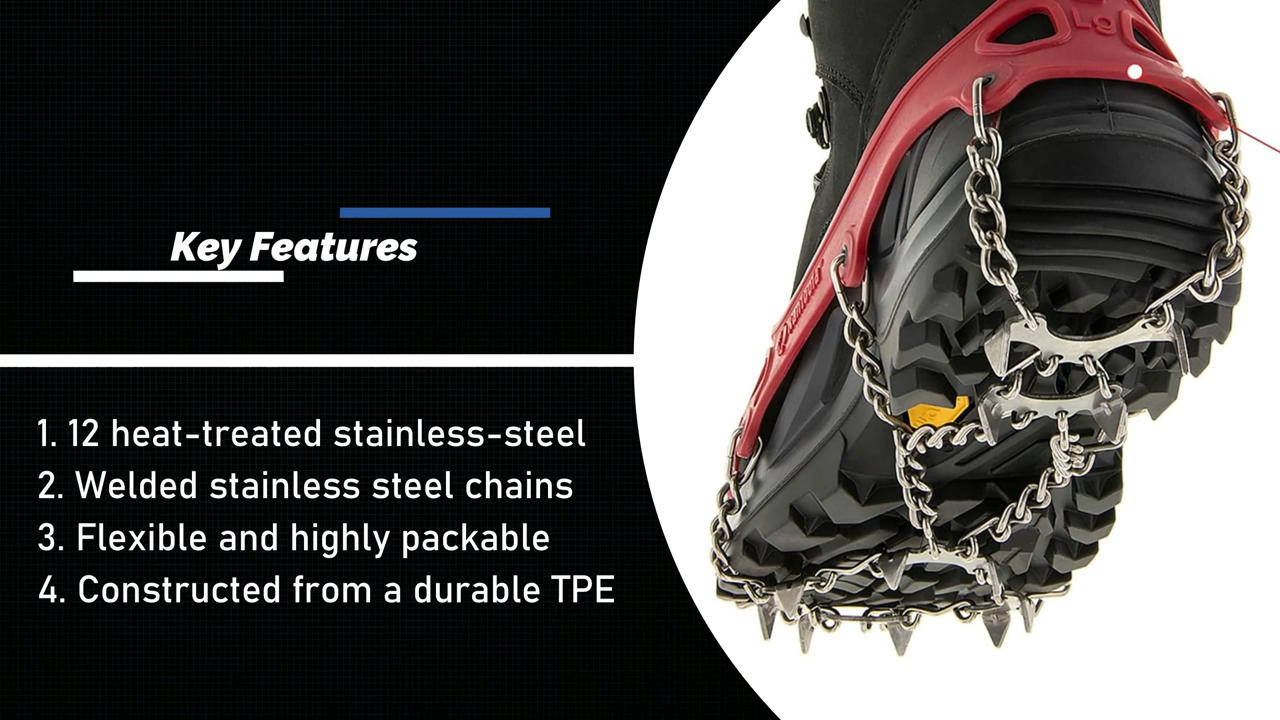 Lg
Key Features
1. 12 heat-treated stainless-steel
2. Welded stainless steel chains
3. Flexible and highly packable
4. Constructed from a durable TPE